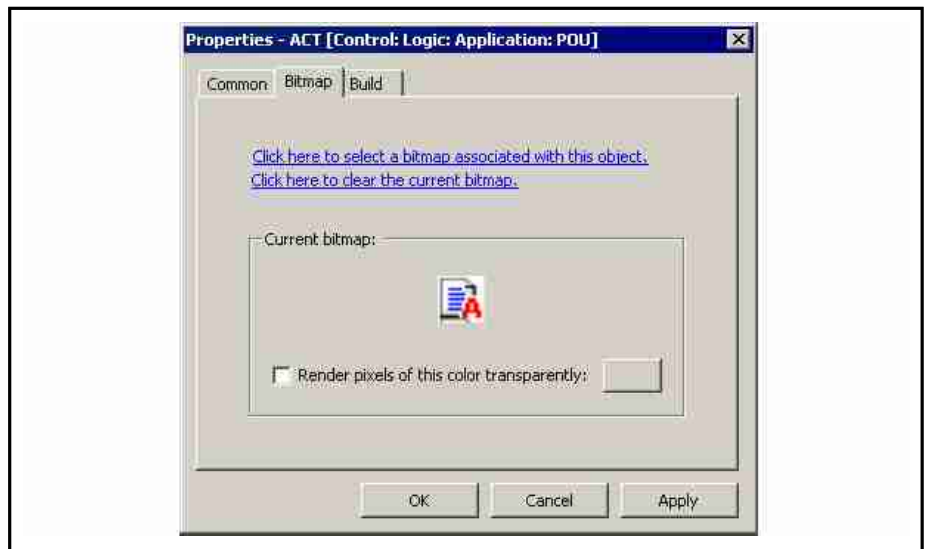 Properties - ACT [Control: Logic: Application: POU]
Common Bitmap Build
Click here to select a bitmap associated with this object.
Click here to clear the current bitmap.
Current bitmap:
A
Render pixels of this color transparently:
OK Cancel Apply